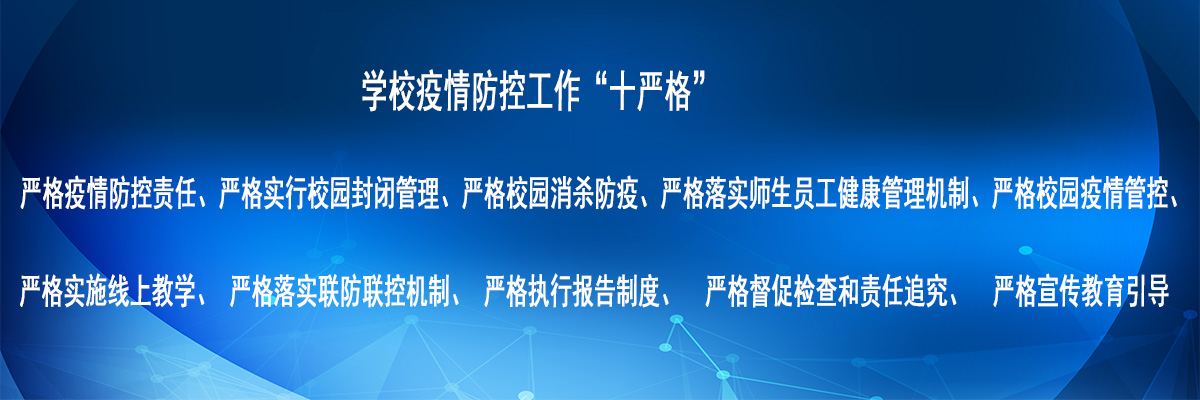 学校疫情防控工作“十严格”
严格疫情防控责任、严格实行校园封闭管理、严格校园消杀防疫、严格落实师生员工健康管理机制、严格校园疫情管控、
严格实施线上教学、 严格落实联防联控机制、 严格执行报告制度、 严格督促检查和责任追究、 严格宣传教育引导